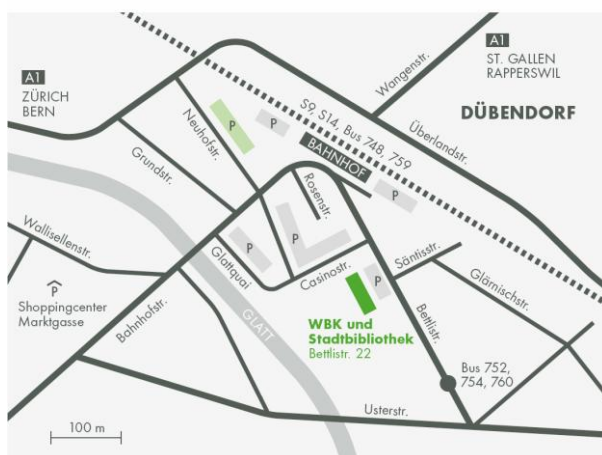 A1
ZÜRICH
BERN
A1
ST. GALLEN
RAPPERSWIL
DÜBENDORF
Wangenstr.
Überlandstr.
S9, S14, Bus 748, 759
BAHNHOF
P
P
P
Neuhofstr.
Grundstr.
Rosenstr.
P
P
Glattquai
Casinostr.
P
Säntisstr.
Glärnischstr.
Bettlistr.
Wallisellenstr.
P
Shoppingcenter
Marktgasse
Bahnhofstr.
GLATT
WBK und
Stadtbibliothek
Bettlistr. 22
Bus 752,
754, 760
Usterstr.
100 m